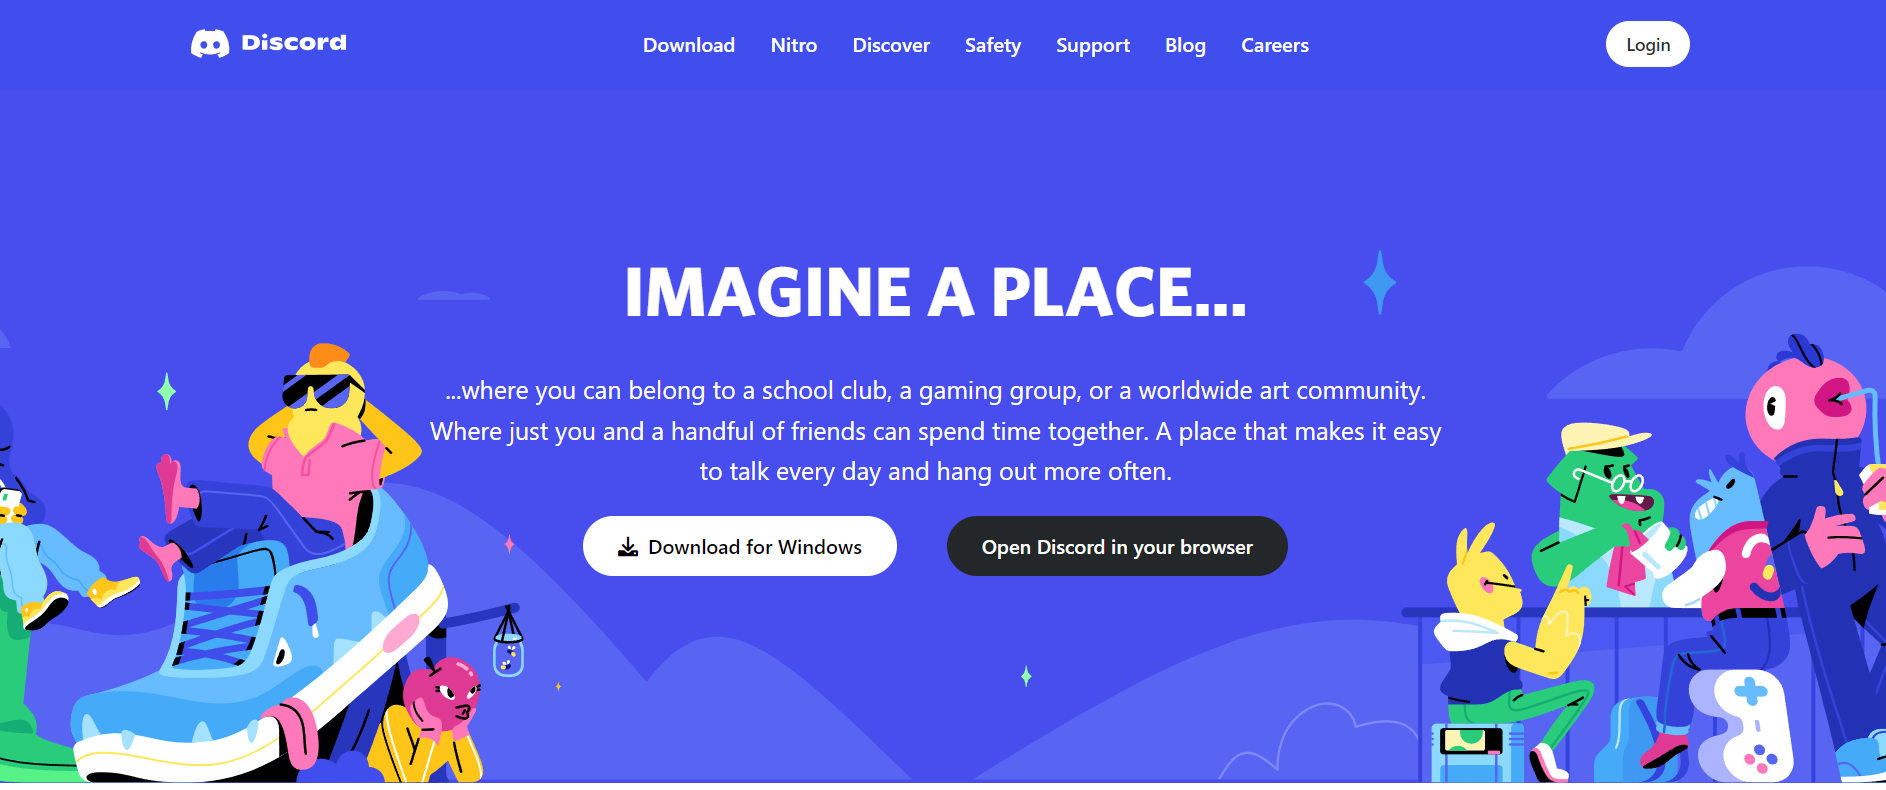 Discord
Download Nitro Discover Safety Support Blog Careers
Login
IMAGINE A PLACE...
...where you can belong to a school club, a gaming group, or a worldwide art community.
Where just you and a handful of friends can spend time together. A place that makes it easy
to talk every day and hang out more often.
Download for Windows
Open Discord in your browser